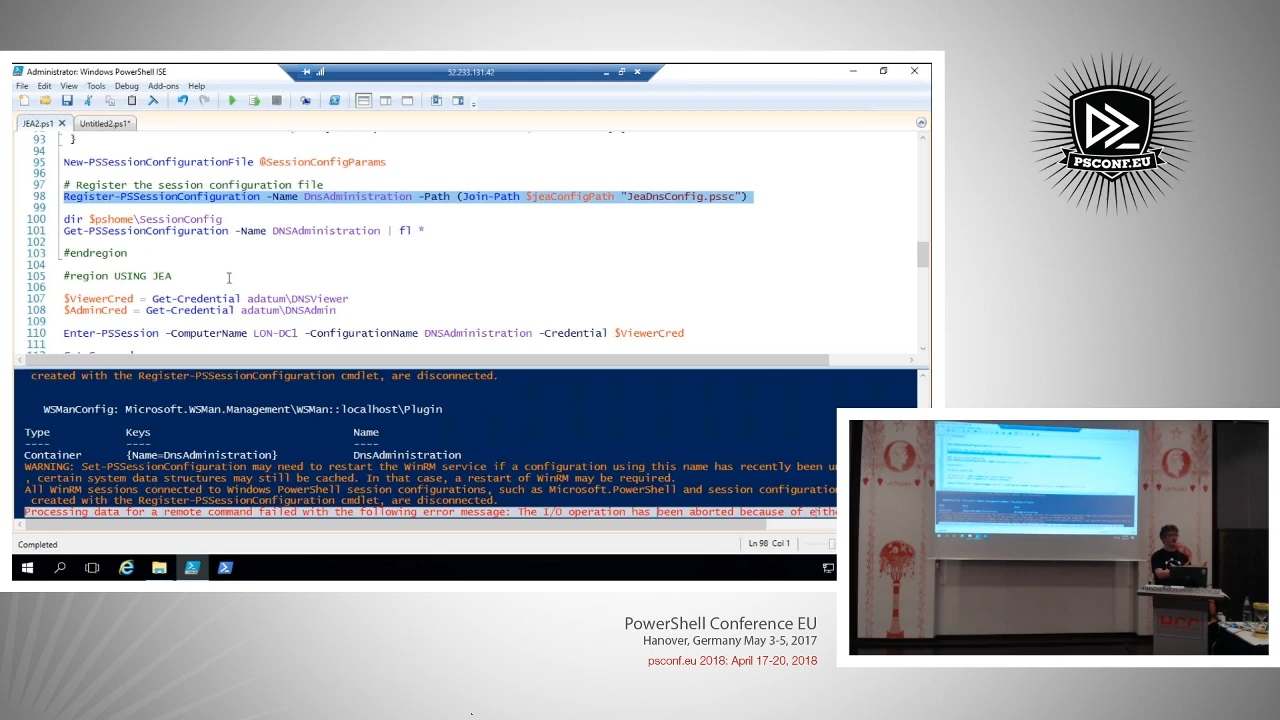 Administrator: Windows PowerShell ISE
52.233.131.42
File Edit View Tools Debug Add-ons Help
JEA2.ps1 Untitled2.ps1*
93 }
94
95 New-PSSessionConfigurationFile @SessionConfigParams
96
97 # Register the session configuration file
98 Register-PSSessionConfiguration -Name DnsAdministration -Path (Join-Path $jeaConfigPath "JeaDnsConfig.pssc")
99
100 dir $pshome\SessionConfig
101 Get-PSSessionConfiguration -Name DNSAdministration | fl *
102
103 #endregion
104
105 #region USING JEA
106
107 $ViewerCred = Get-Credential adatum\DNSViewer
108 $AdminCred = Get-Credential adatum\DNSAdmin
109
110 Enter-PSSession -ComputerName LON-DC1 -ConfigurationName DNSAdministration -Credential $ViewerCred
111
created with the Register-PSSessionConfiguration cmdlet, are disconnected.
WSManConfig: Microsoft.WSMan.Management\WSMan::localhost\Plugin
Type Keys Name
---- ---- ----
Container {Name=DnsAdministration} DnsAdministration
WARNING: Set-PSSessionConfiguration may need to restart the WinRM service if a configuration using this name has recently been un
, certain system data structures may still be cached. In that case, a restart of WinRM may be required.
All WinRM sessions connected to Windows PowerShell session configurations, such as Microsoft.PowerShell and session configuration
created with the Register-PSSessionConfiguration cmdlet, are disconnected.
Processing data for a remote command failed with the following error message: The I/O operation has been aborted because of eithe
Completed
Ln 98 Col 1
PSCONF.EU
HCC
PowerShell Conference EU
Hanover, Germany May 3-5, 2017
psconf.eu 2018: April 17-20, 2018